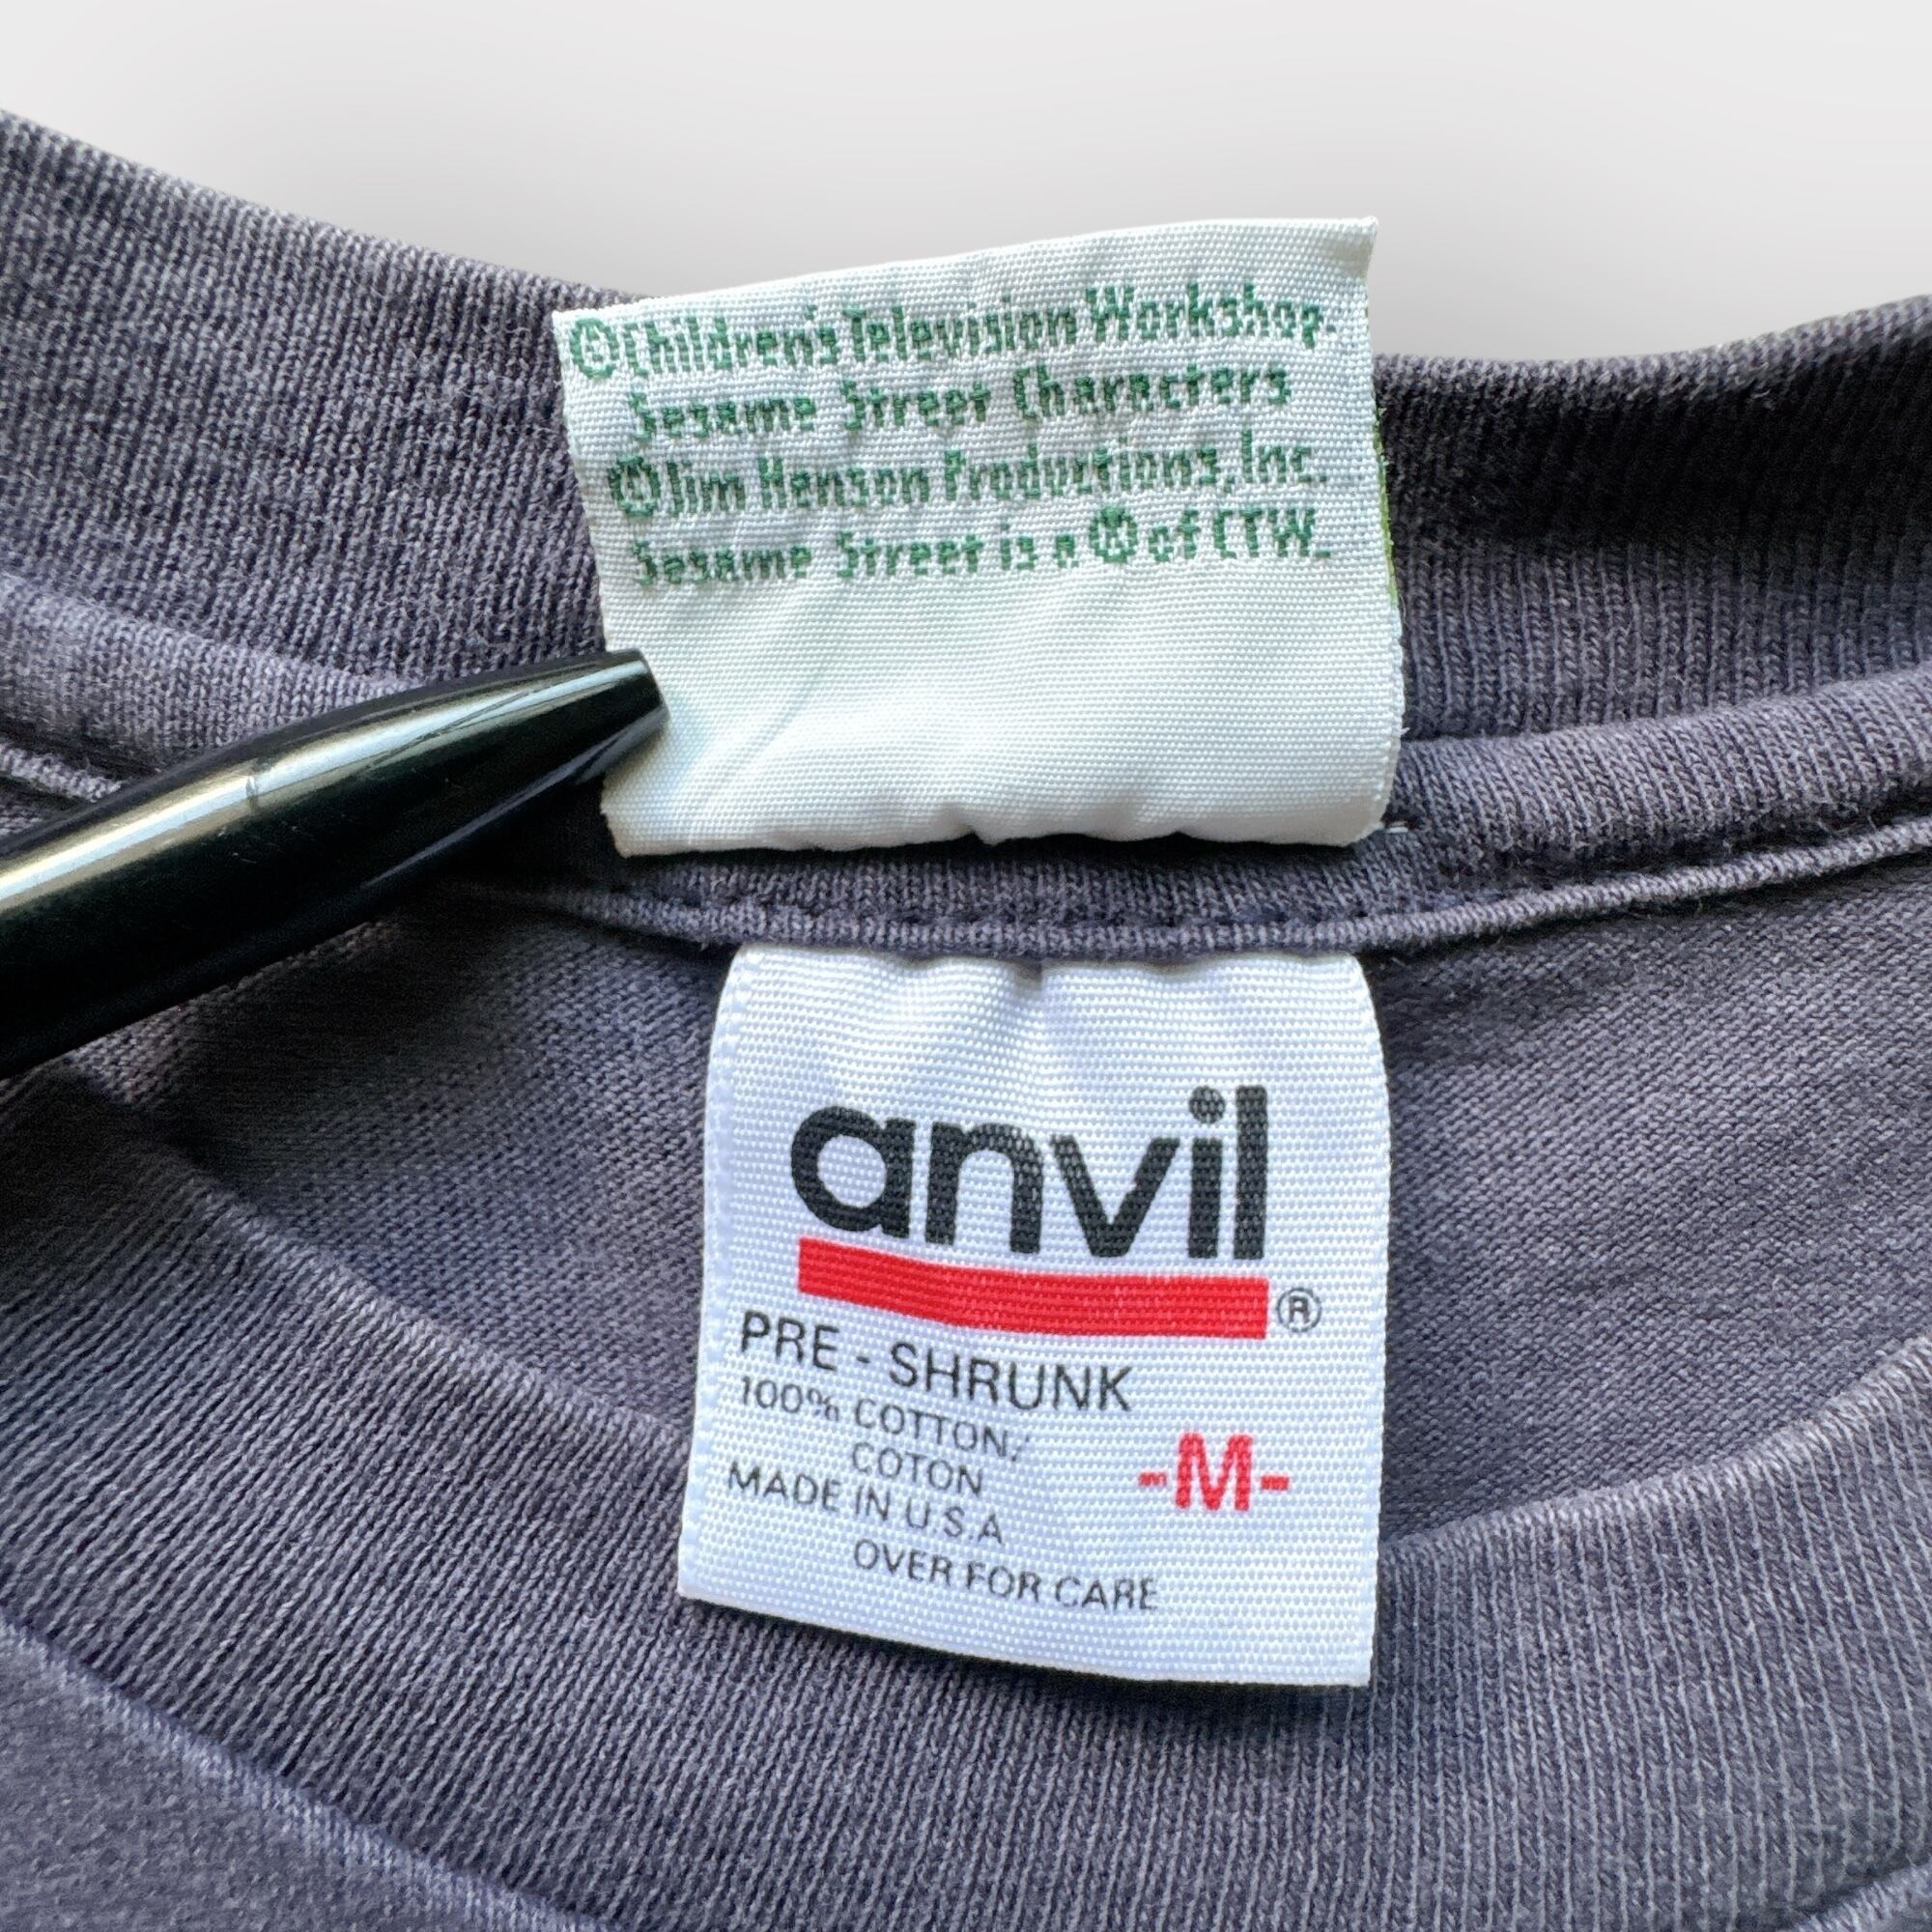 ©Children's Television Workshop.
Sesame Street Characters
©Jim Henson Productions, Inc.
Sesame Street is a ® of CTW.
anvil
®
PRE - SHRUNK
100% COTTON/
COTON
-M-
MADE IN U.S.A
OVER FOR CARE